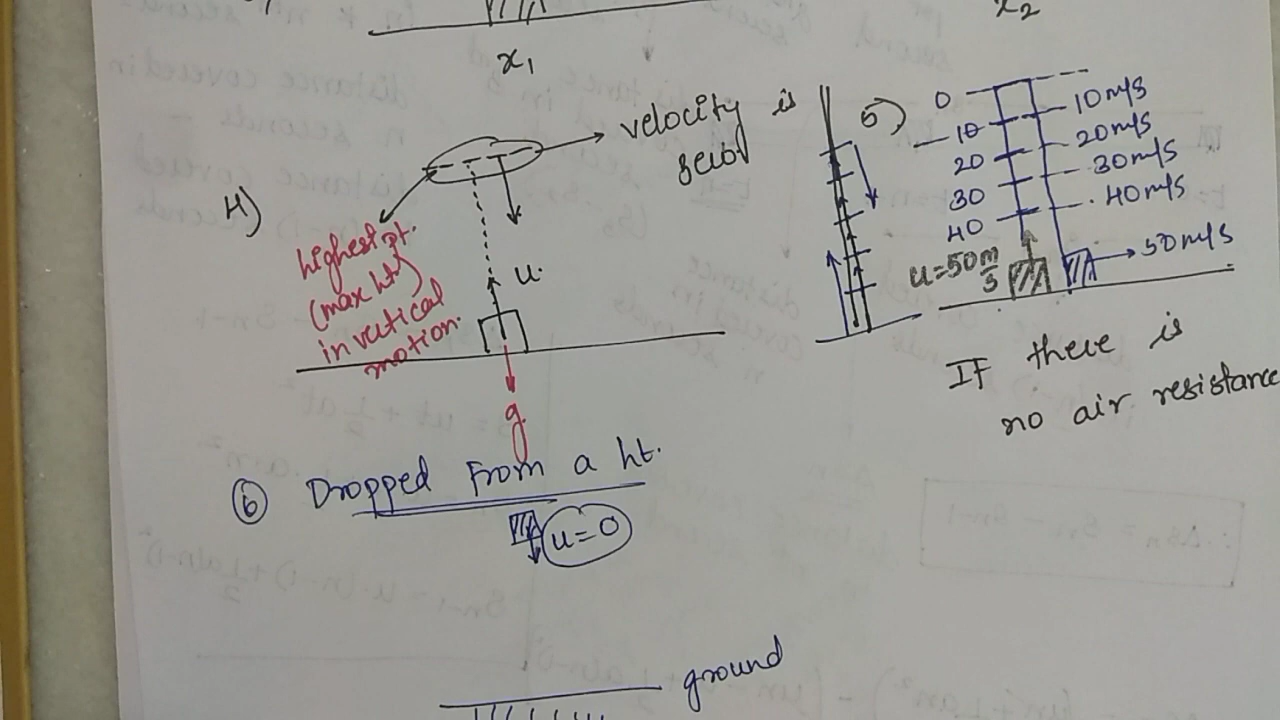 x1
x2
4)
velocity is
zero
highest pt.
(max ht)
in vertical
motion.
u.
g
5)
0
10
20
30
40
10m/s
20m/s
30m/s
40m/s
50m/s
u=50m/s
IF there is
no air resistance
6 Dropped From a ht.
u=0
ground